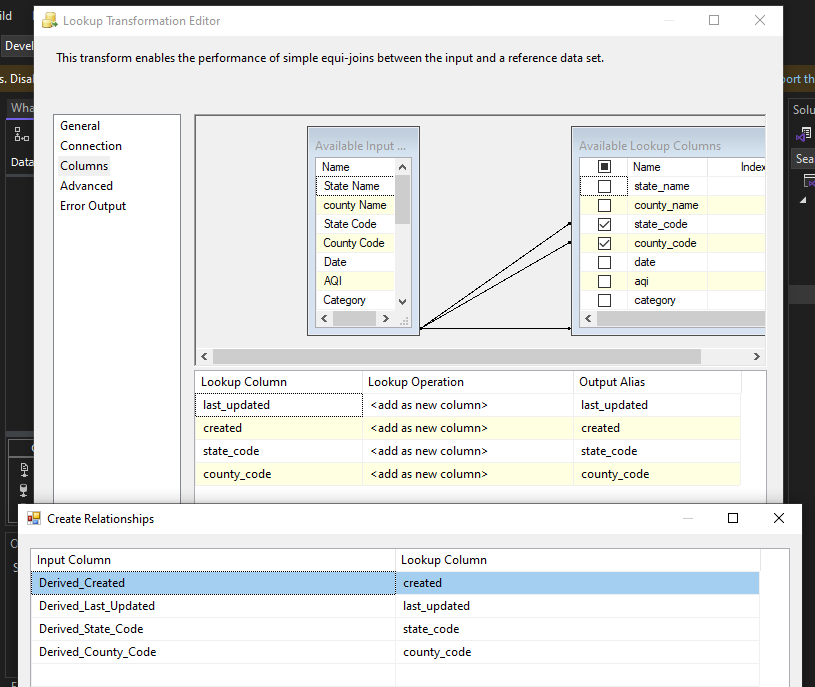 ild
Lookup Transformation Editor
Devel
This transform enables the performance of simple equi-joins between the input and a reference data set.
s. Disa
port th
Wha
Solu
Data
Sea
General
Connection
Columns
Advanced
Error Output
Available Input ...
Name
State Name
county Name
State Code
County Code
Date
AQI
Category
Available Lookup Columns
Name Index
state_name
county_name
state_code
county_code
date
aqi
category
Lookup Column Lookup Operation Output Alias
last_updated <add as new column> last_updated
created <add as new column> created
state_code <add as new column> state_code
county_code <add as new column> county_code
Create Relationships
Input Column Lookup Column
Derived_Created created
Derived_Last_Updated last_updated
Derived_State_Code state_code
Derived_County_Code county_code